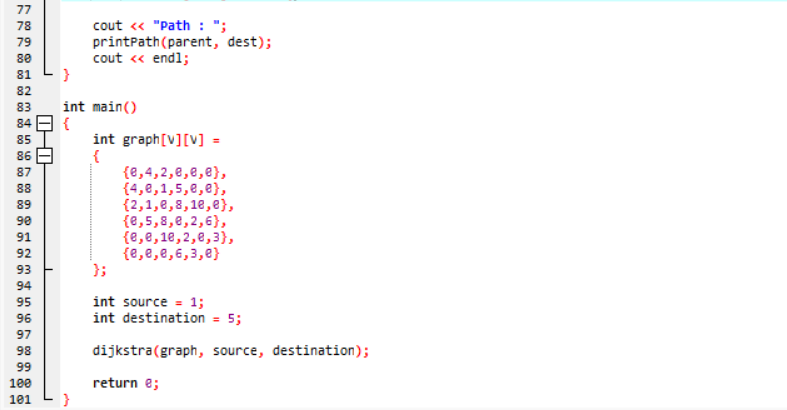 77
78 cout << "Path : ";
79 printPath(parent, dest);
80 cout << endl;
81 }
82
83 int main()
84 {
85 int graph[V][V] =
86 {
87 {0,4,2,0,0,0},
88 {4,0,1,5,0,0},
89 {2,1,0,8,10,0},
90 {0,5,8,0,2,6},
91 {0,0,10,2,0,3},
92 {0,0,0,6,3,0}
93 };
94
95 int source = 1;
96 int destination = 5;
97
98 dijkstra(graph, source, destination);
99
100 return 0;
101 }